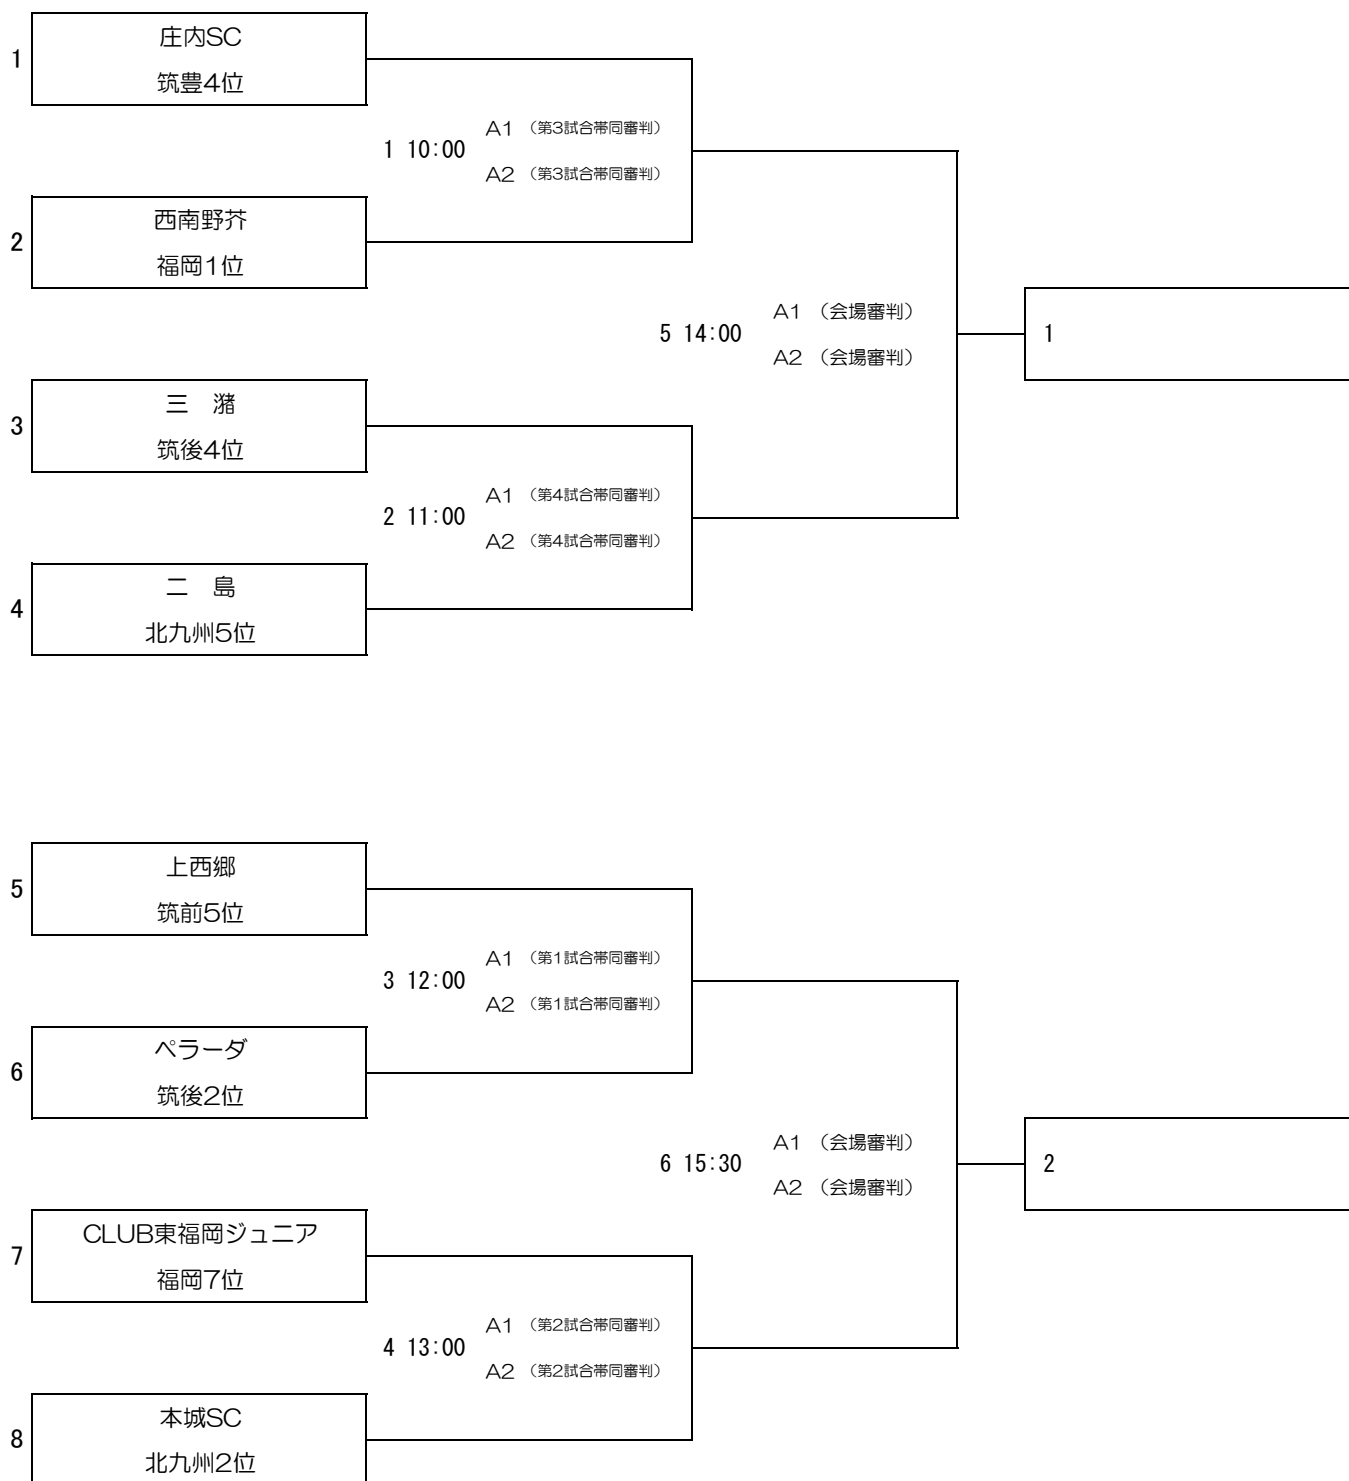 庄内SC
1
筑豊4位
A1 （第3試合帯同審判）
1 10:00
A2 （第3試合帯同審判）
西南野芥
2
福岡1位
A1 （会場審判）
5 14:00
1
A2 （会場審判）
三　潴
3
筑後4位
A1 （第4試合帯同審判）
2 11:00
A2 （第4試合帯同審判）
二　島
4
北九州5位
上西郷
5
筑前5位
A1 （第1試合帯同審判）
3 12:00
A2 （第1試合帯同審判）
ペラーダ
6
筑後2位
A1 （会場審判）
6 15:30
2
A2 （会場審判）
CLUB東福岡ジュニア
7
福岡7位
A1 （第2試合帯同審判）
4 13:00
A2 （第2試合帯同審判）
本城SC
8
北九州2位